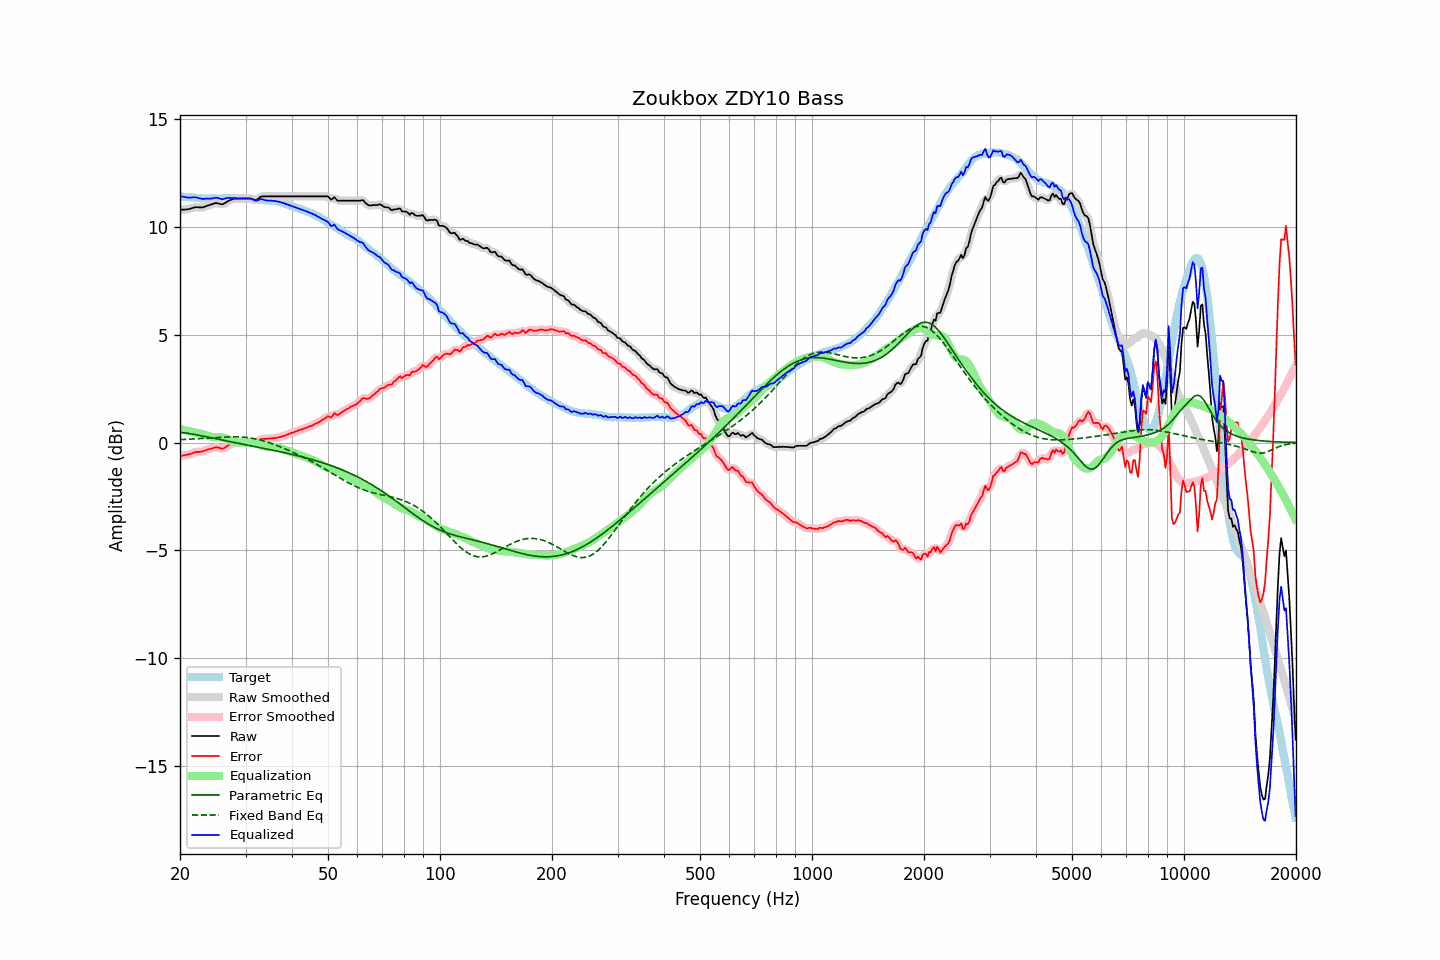 Zoukbox ZDY10 Bass
15
10
5
0
−5
−10
−15
Amplitude (dBr)
Target
Raw Smoothed
Error Smoothed
Raw
Error
Equalization
Parametric Eq
Fixed Band Eq
Equalized
20 50 100 200 500 1000 2000 5000 10000 20000
Frequency (Hz)